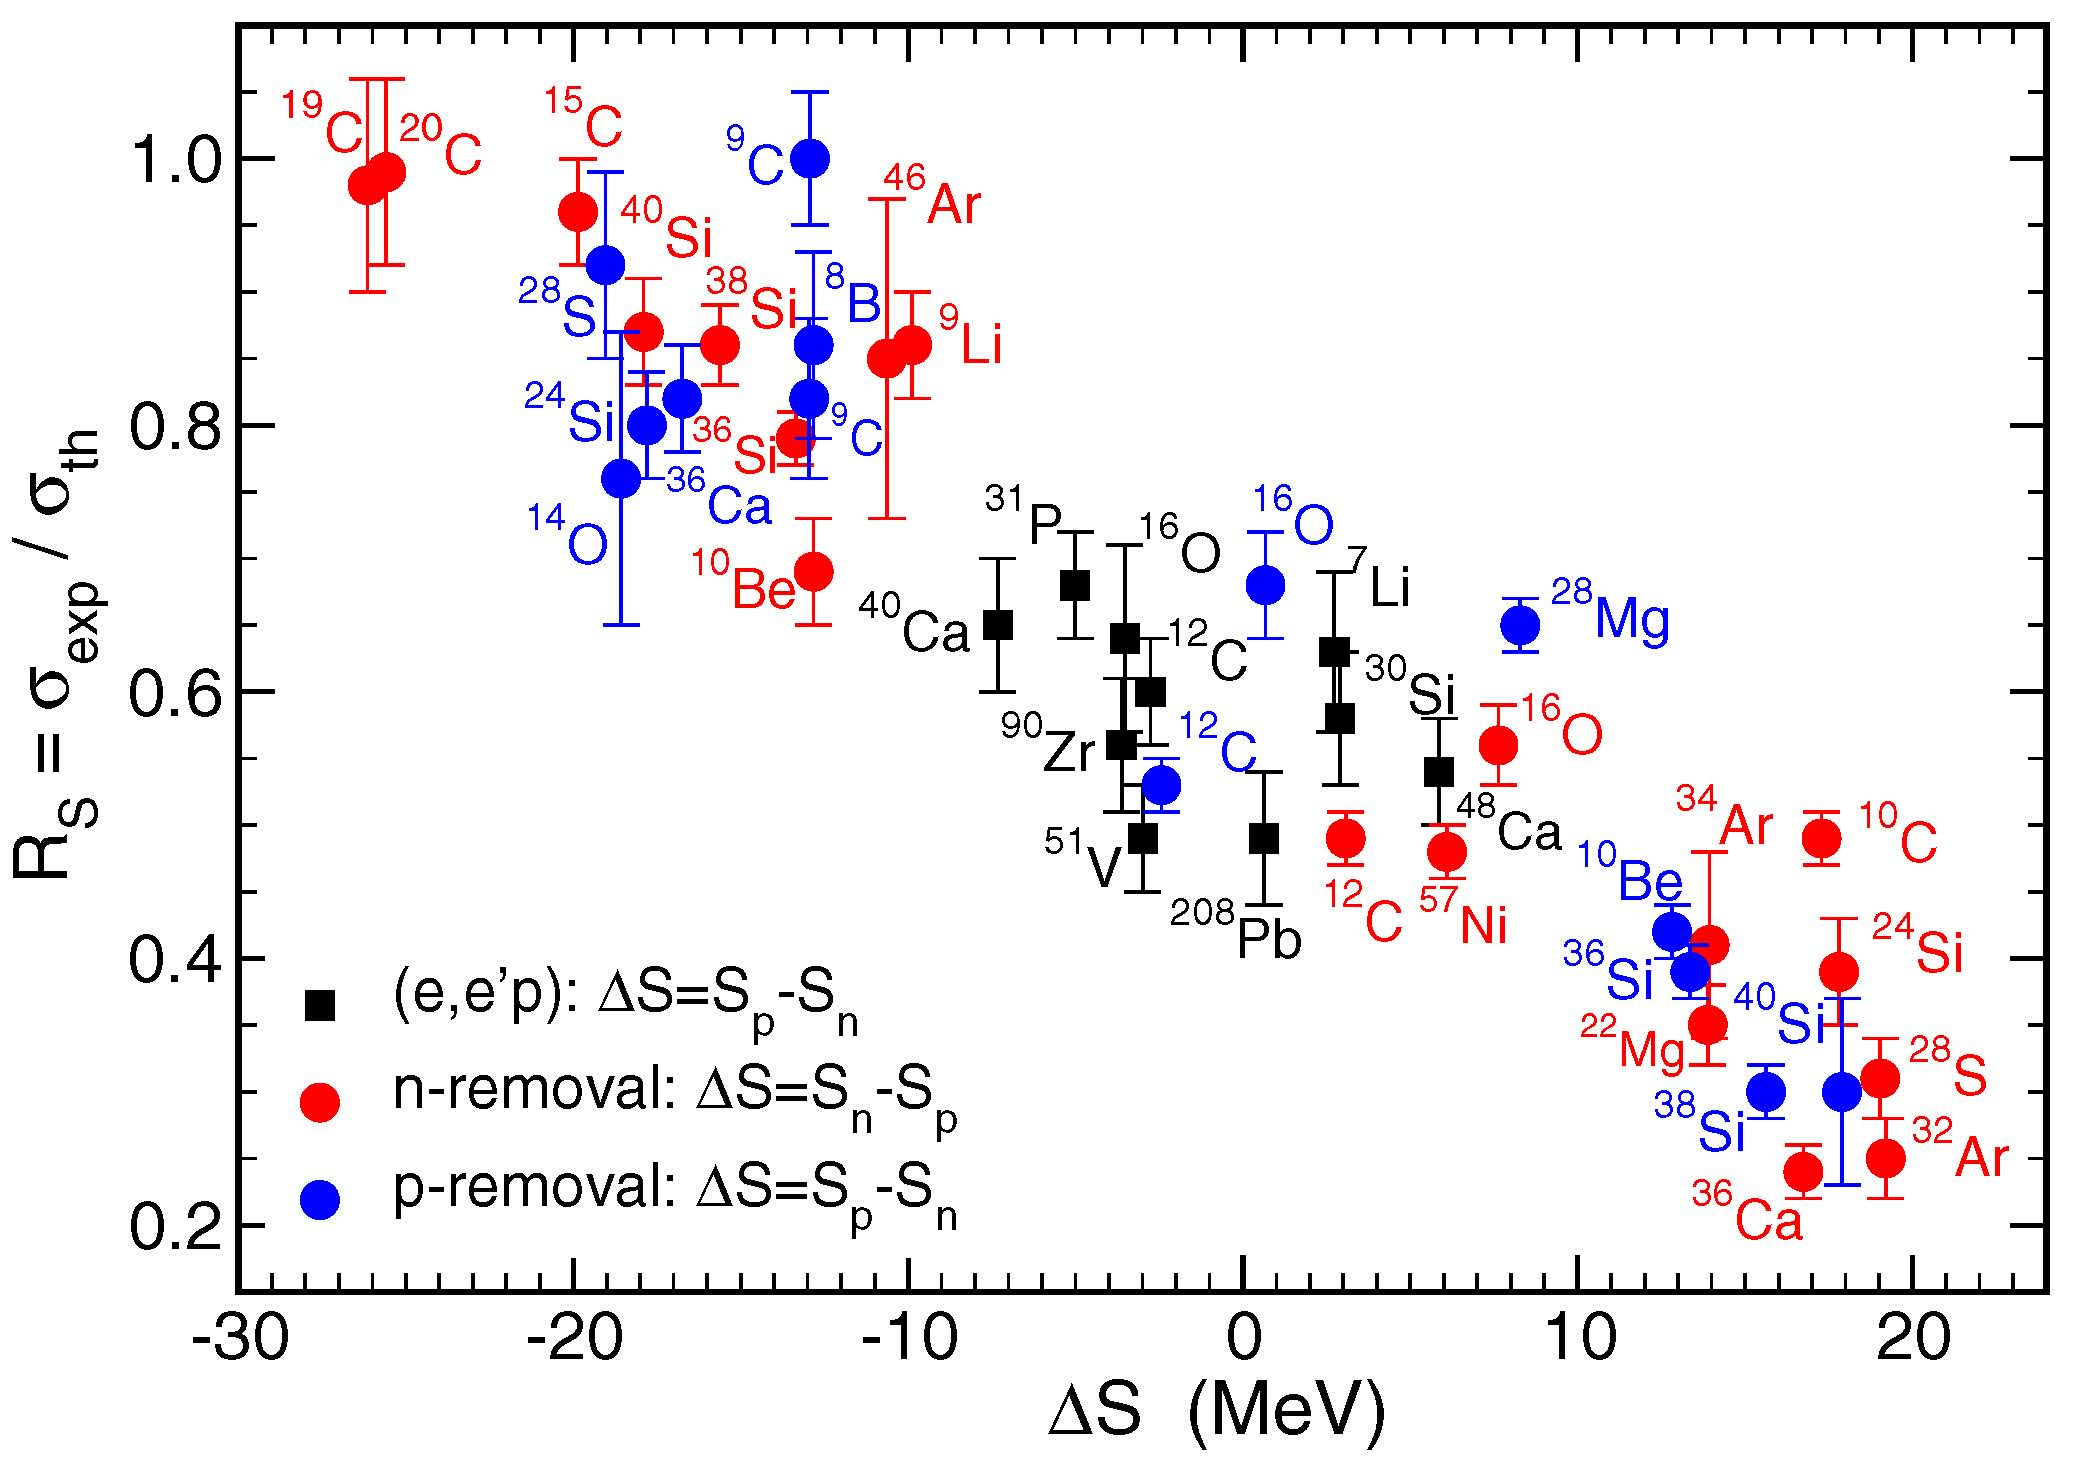 ¹⁹C
²⁰C
¹⁵C
⁴⁰Si
³⁸Si
²⁸S
²⁴Si
¹⁴O
³⁶Ca
³⁶Si
⁹C
⁸B
⁹C
¹⁰Be
⁴⁶Ar
⁹Li
⁴⁰Ca
³¹P
¹⁶O
¹²C
⁹⁰Zr
¹²C
⁵¹V
²⁰⁸Pb
¹⁶O
⁷Li
³⁰Si
⁴⁸Ca
¹²C
⁵⁷Ni
²⁸Mg
¹⁶O
³⁴Ar
¹⁰C
¹⁰Be
³⁶Si
²²Mg
⁴⁰Si
²⁴Si
³⁸Si
²⁸S
³²Ar
³⁶Ca
(e,e'p): ΔS=Sₚ-Sₙ
n-removal: ΔS=Sₙ-Sₚ
p-removal: ΔS=Sₚ-Sₙ
1.0
0.8
0.6
0.4
0.2
R_S = σ_exp / σ_th
-30 -20 -10 0 10 20
ΔS (MeV)